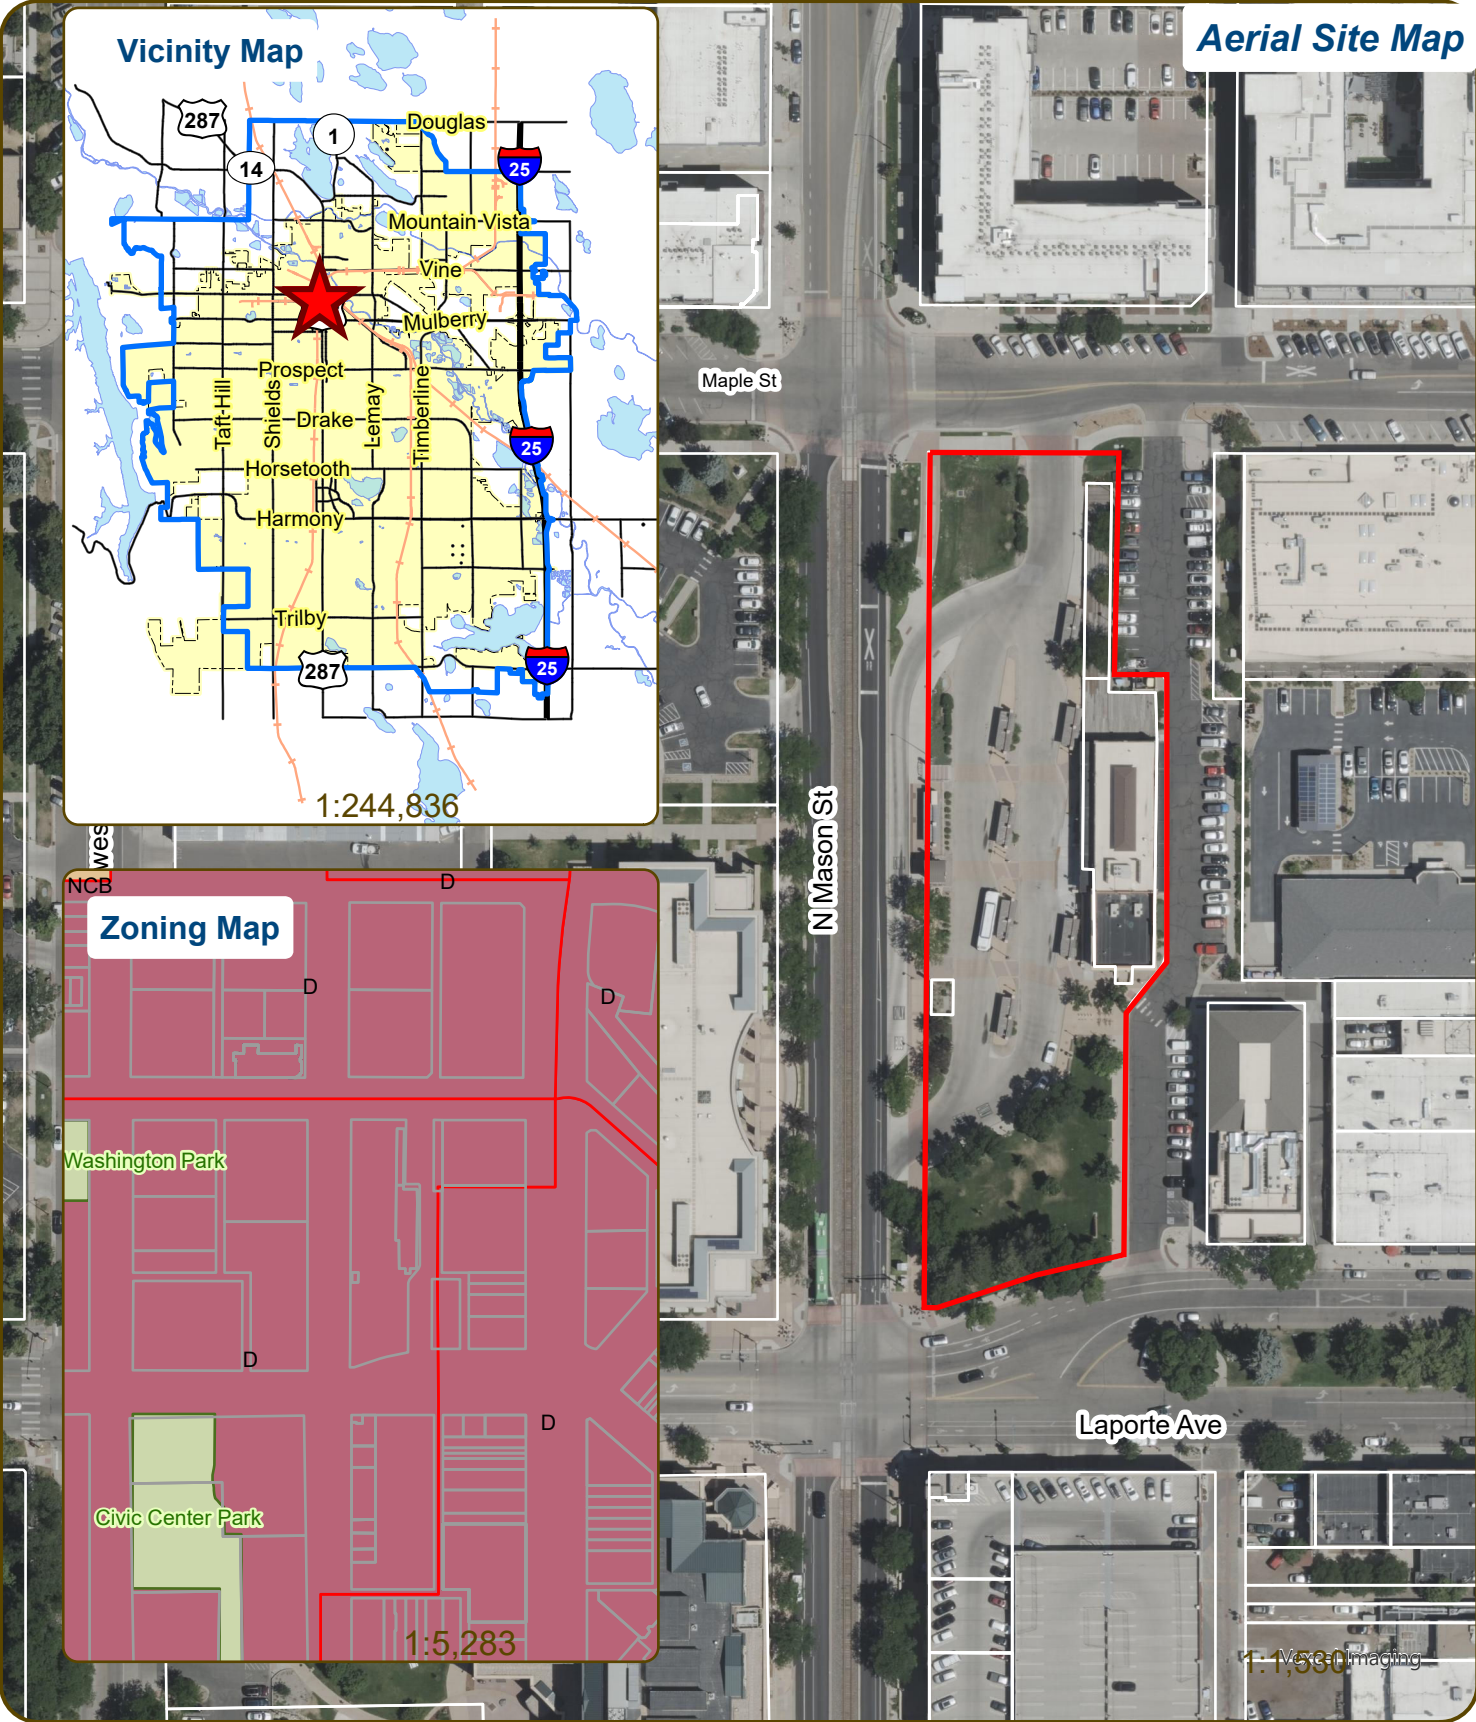 Vicinity Map
Aerial Site Map
287
1
Douglas
14
25
Mountain Vista
Vine
Mulberry
Prospect
Taft-Hill
Shields
Drake
Lemay
Timberline
25
Horsetooth
Harmony
Trilby
287
25
1:244,836
Maple St
N Mason St
wes
NCB
D
Zoning Map
D
D
Washington Park
D
D
Civic Center Park
1:5,283
Laporte Ave
1:1,530
Vexcel Imaging